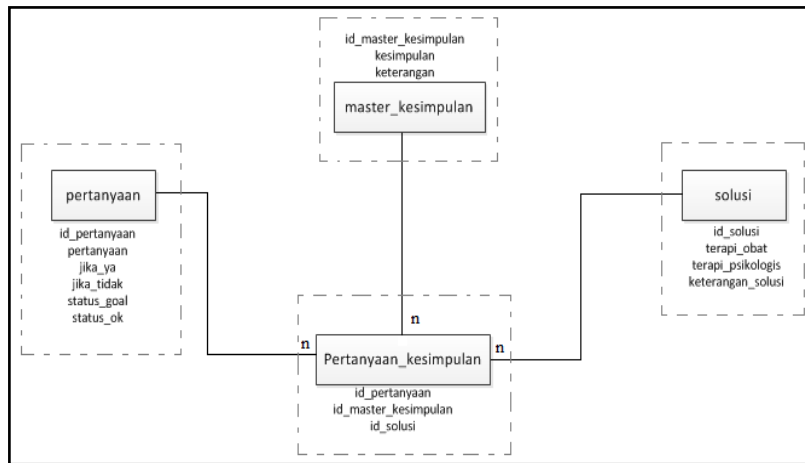 id_master_kesimpulan
kesimpulan
keterangan
master_kesimpulan
pertanyaan
id_pertanyaan
pertanyaan
jika_ya
jika_tidak
status_goal
status_ok
solusi
id_solusi
terapi_obat
terapi_psikologis
keterangan_solusi
n
n
n
Pertanyaan_kesimpulan
id_pertanyaan
id_master_kesimpulan
id_solusi